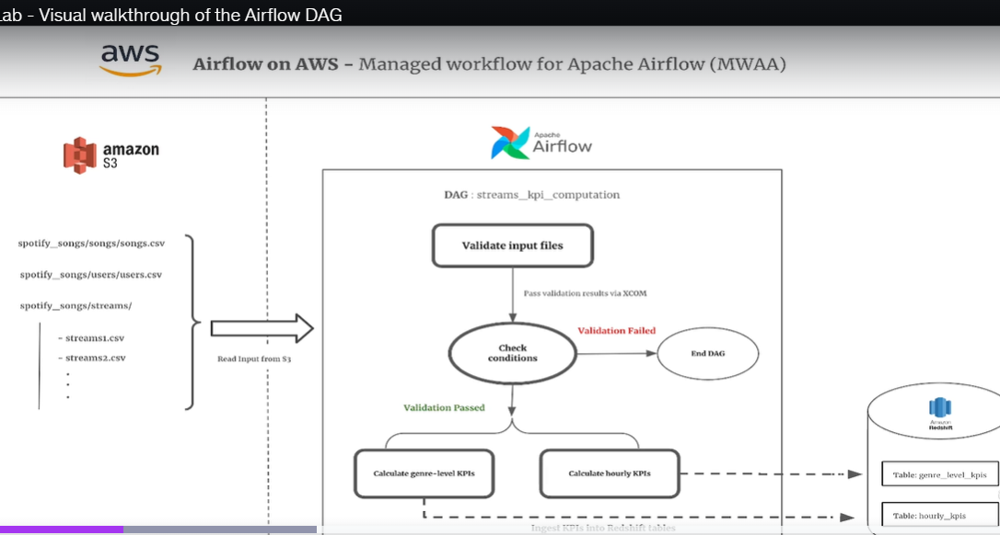 Lab - Visual walkthrough of the Airflow DAG
aws
Airflow on AWS – Managed workflow for Apache Airflow (MWAA)
amazon
S3
Apache
Airflow
DAG : streams_kpi_computation
Validate input files
spotify_songs/songs/songs.csv
spotify_songs/users/users.csv
spotify_songs/streams/
- streams1.csv
- streams2.csv
Read Input from S3
Pass validation results via XCOM
Check
conditions
Validation Failed
End DAG
Validation Passed
Calculate genre-level KPIs
Calculate hourly KPIs
Amazon
Redshift
Table: genre_level_kpis
Table: hourly_kpis
Ingest KPIs into Redshift tables